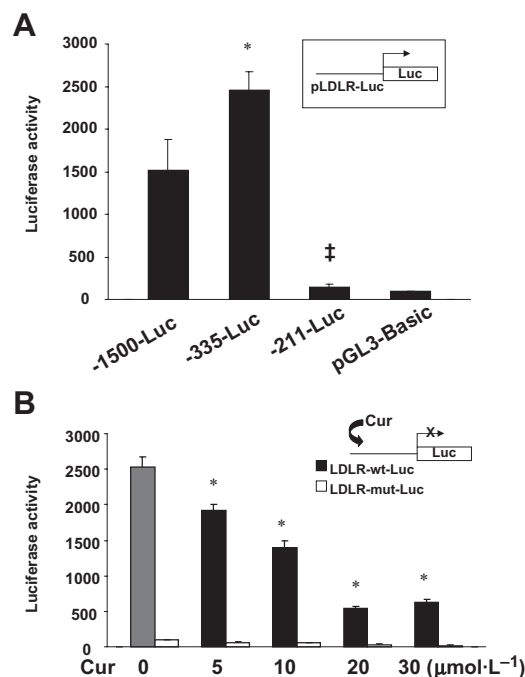 A
3000
2500
2000
1500
1000
500
0
Luciferase activity
*
‡
Luc
pLDLR-Luc
-1500-Luc
-335-Luc
-211-Luc
pGL3-Basic
B
3000
2500
2000
1500
1000
500
0
Luciferase activity
Cur
X
Luc
LDLR-wt-Luc
LDLR-mut-Luc
*
*
*
*
Cur 0 5 10 20 30 (μmol·L⁻¹)